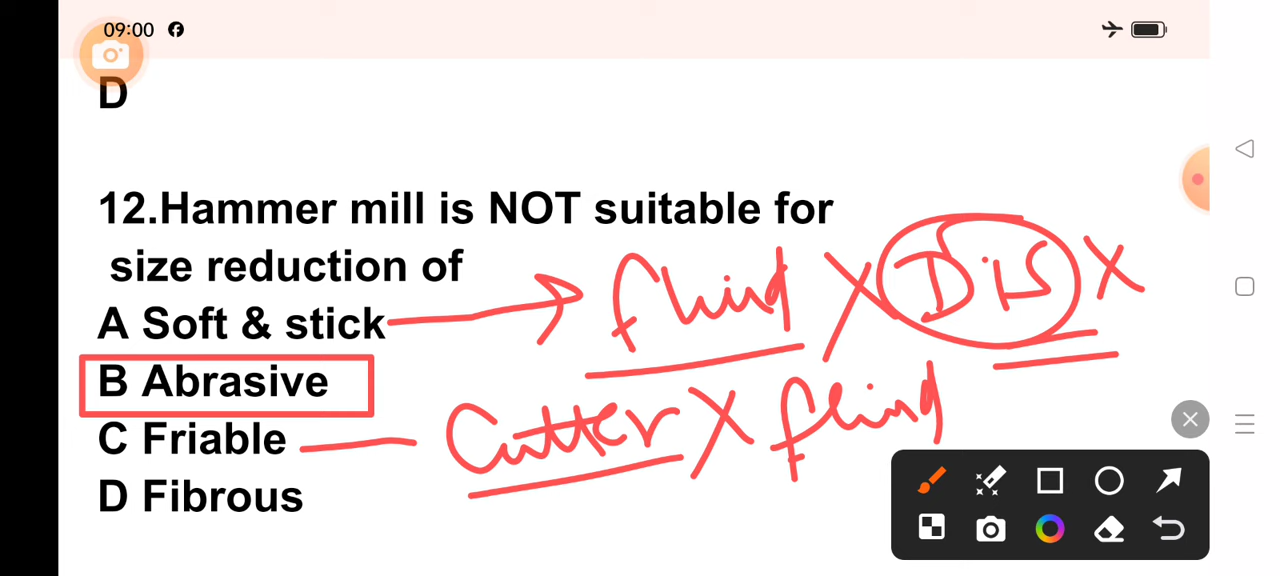 09:00
D
12.Hammer mill is NOT suitable for
size reduction of
A Soft & stick
fluid X Dis X
B Abrasive
C Friable
Cutter X fluid
D Fibrous